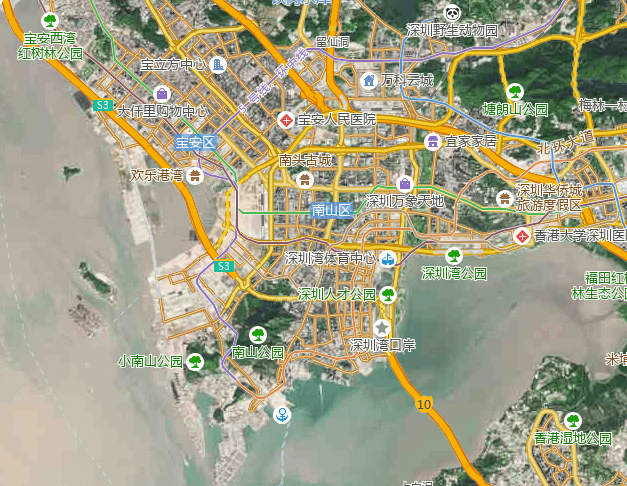 深圳野生动物园
宝安西湾
红树林公园
留仙洞
宝立方中心
万科云城
5号线-环中线
S3
大仟里购物中心
塘朗山公园
梅林一村
宝安人民医院
宝安区
宜家家居
北环大道
南头古城
欢乐港湾
深圳万象天地
深圳华侨城
旅游度假区
南山区
香港大学深圳医
深圳湾体育中心
S3
深圳湾公园
福田红树
林生态公园
深圳人才公园
深圳湾口岸
南山公园
小南山公园
10
香港湿地公园